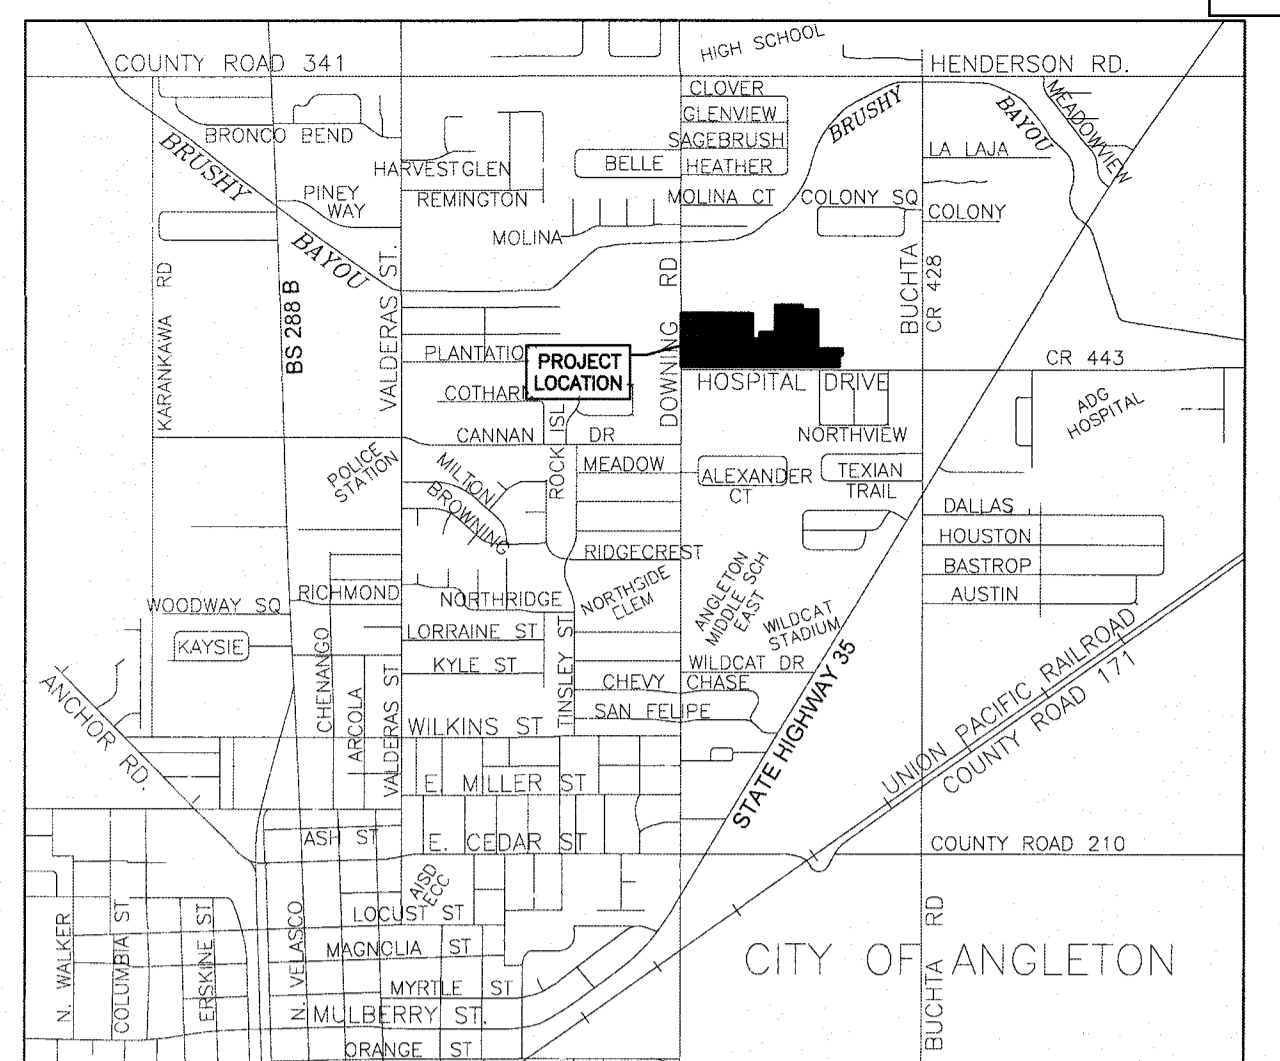 HIGH SCHOOL
COUNTY ROAD 341
HENDERSON RD.
CLOVER
GLENVIEW
BRUSHY
BAYOU
MEADOWVIEW
BRONCO BEND
BRUSHY
SAGEBRUSH
LA LAJA
HARVEST GLEN
BELLE
HEATHER
PINEY
WAY
REMINGTON
MOLINA CT
COLONY SQ
COLONY
MOLINA
BAYOU
VALDERAS ST.
KARANKAWA RD
BS 288 B
DOWNING RD
BUCHTA
CR 428
PLANTATIO
PROJECT
LOCATION
CR 443
HOSPITAL DRIVE
COTHARN
ROCK ISL
ADG
HOSPITAL
CANNAN DR
NORTHVIEW
POLICE
STATION
MILTON
BROWNING
MEADOW
ALEXANDER
CT
TEXIAN
TRAIL
DALLAS
HOUSTON
RIDGECREST
BASTROP
NORTHSIDE
ELEM
ANGLETON
MIDDLE SCH
EAST
AUSTIN
RICHMOND
NORTHRIDGE
WOODWAY SQ
WILDCAT
STADIUM
KAYSIE
LORRAINE ST
TINSLEY ST
KYLE ST
WILDCAT DR
CHENANGO
ARCOLA
VALDERAS ST
CHEVY CHASE
SAN FELIPE
STATE HIGHWAY 35
UNION PACIFIC RAILROAD
COUNTY ROAD 171
ANCHOR RD.
WILKINS ST
E. MILLER ST
ASH ST
E. CEDAR ST
COUNTY ROAD 210
AISD
ECC
LOCUST ST
N. WALKER
COLUMBIA ST
ERSKINE ST
N. VELASCO
MAGNOLIA ST
CITY OF ANGLETON
BUCHTA RD
MYRTLE ST
MULBERRY ST.
ORANGE ST